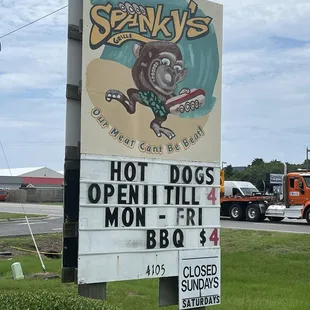 Spanky's
GRILLE
Our Meat Can't Be Beat!
HOT DOGS
OPEN 11 TILL 4
MON - FRI
BBQ $4
4105
CLOSED
SUNDAYS
SATURDAYS